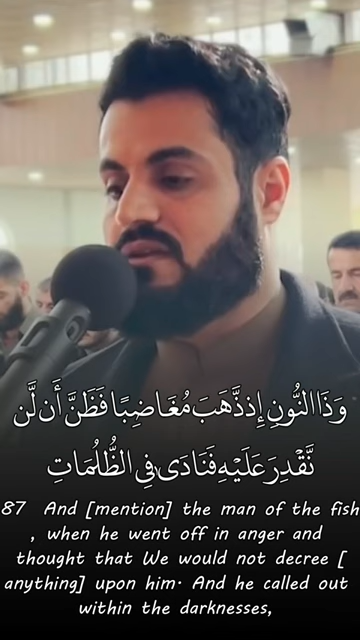 وَذَا النُّونِ إِذ ذَّهَبَ مُغَاضِبًا فَظَنَّ أَن لَّن
نَّقْدِرَ عَلَيْهِ فَنَادَىٰ فِي الظُّلُمَاتِ
87 And [mention] the man of the fish
, when he went off in anger and
thought that We would not decree [
anything] upon him. And he called out
within the darknesses,